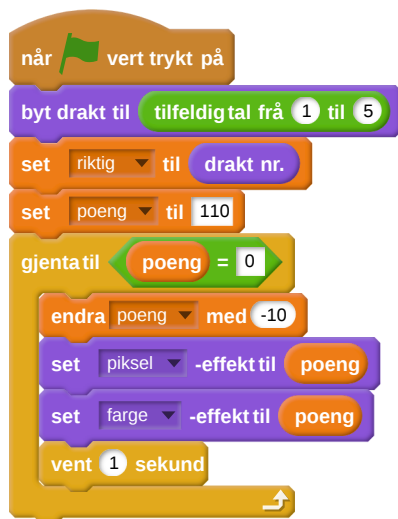 når vert trykt på
byt drakt til tilfeldig tal frå 1 til 5
set riktig til drakt nr.
set poeng til 110
gjenta til poeng = 0
endra poeng med -10
set piksel -effekt til poeng
set farge -effekt til poeng
vent 1 sekund